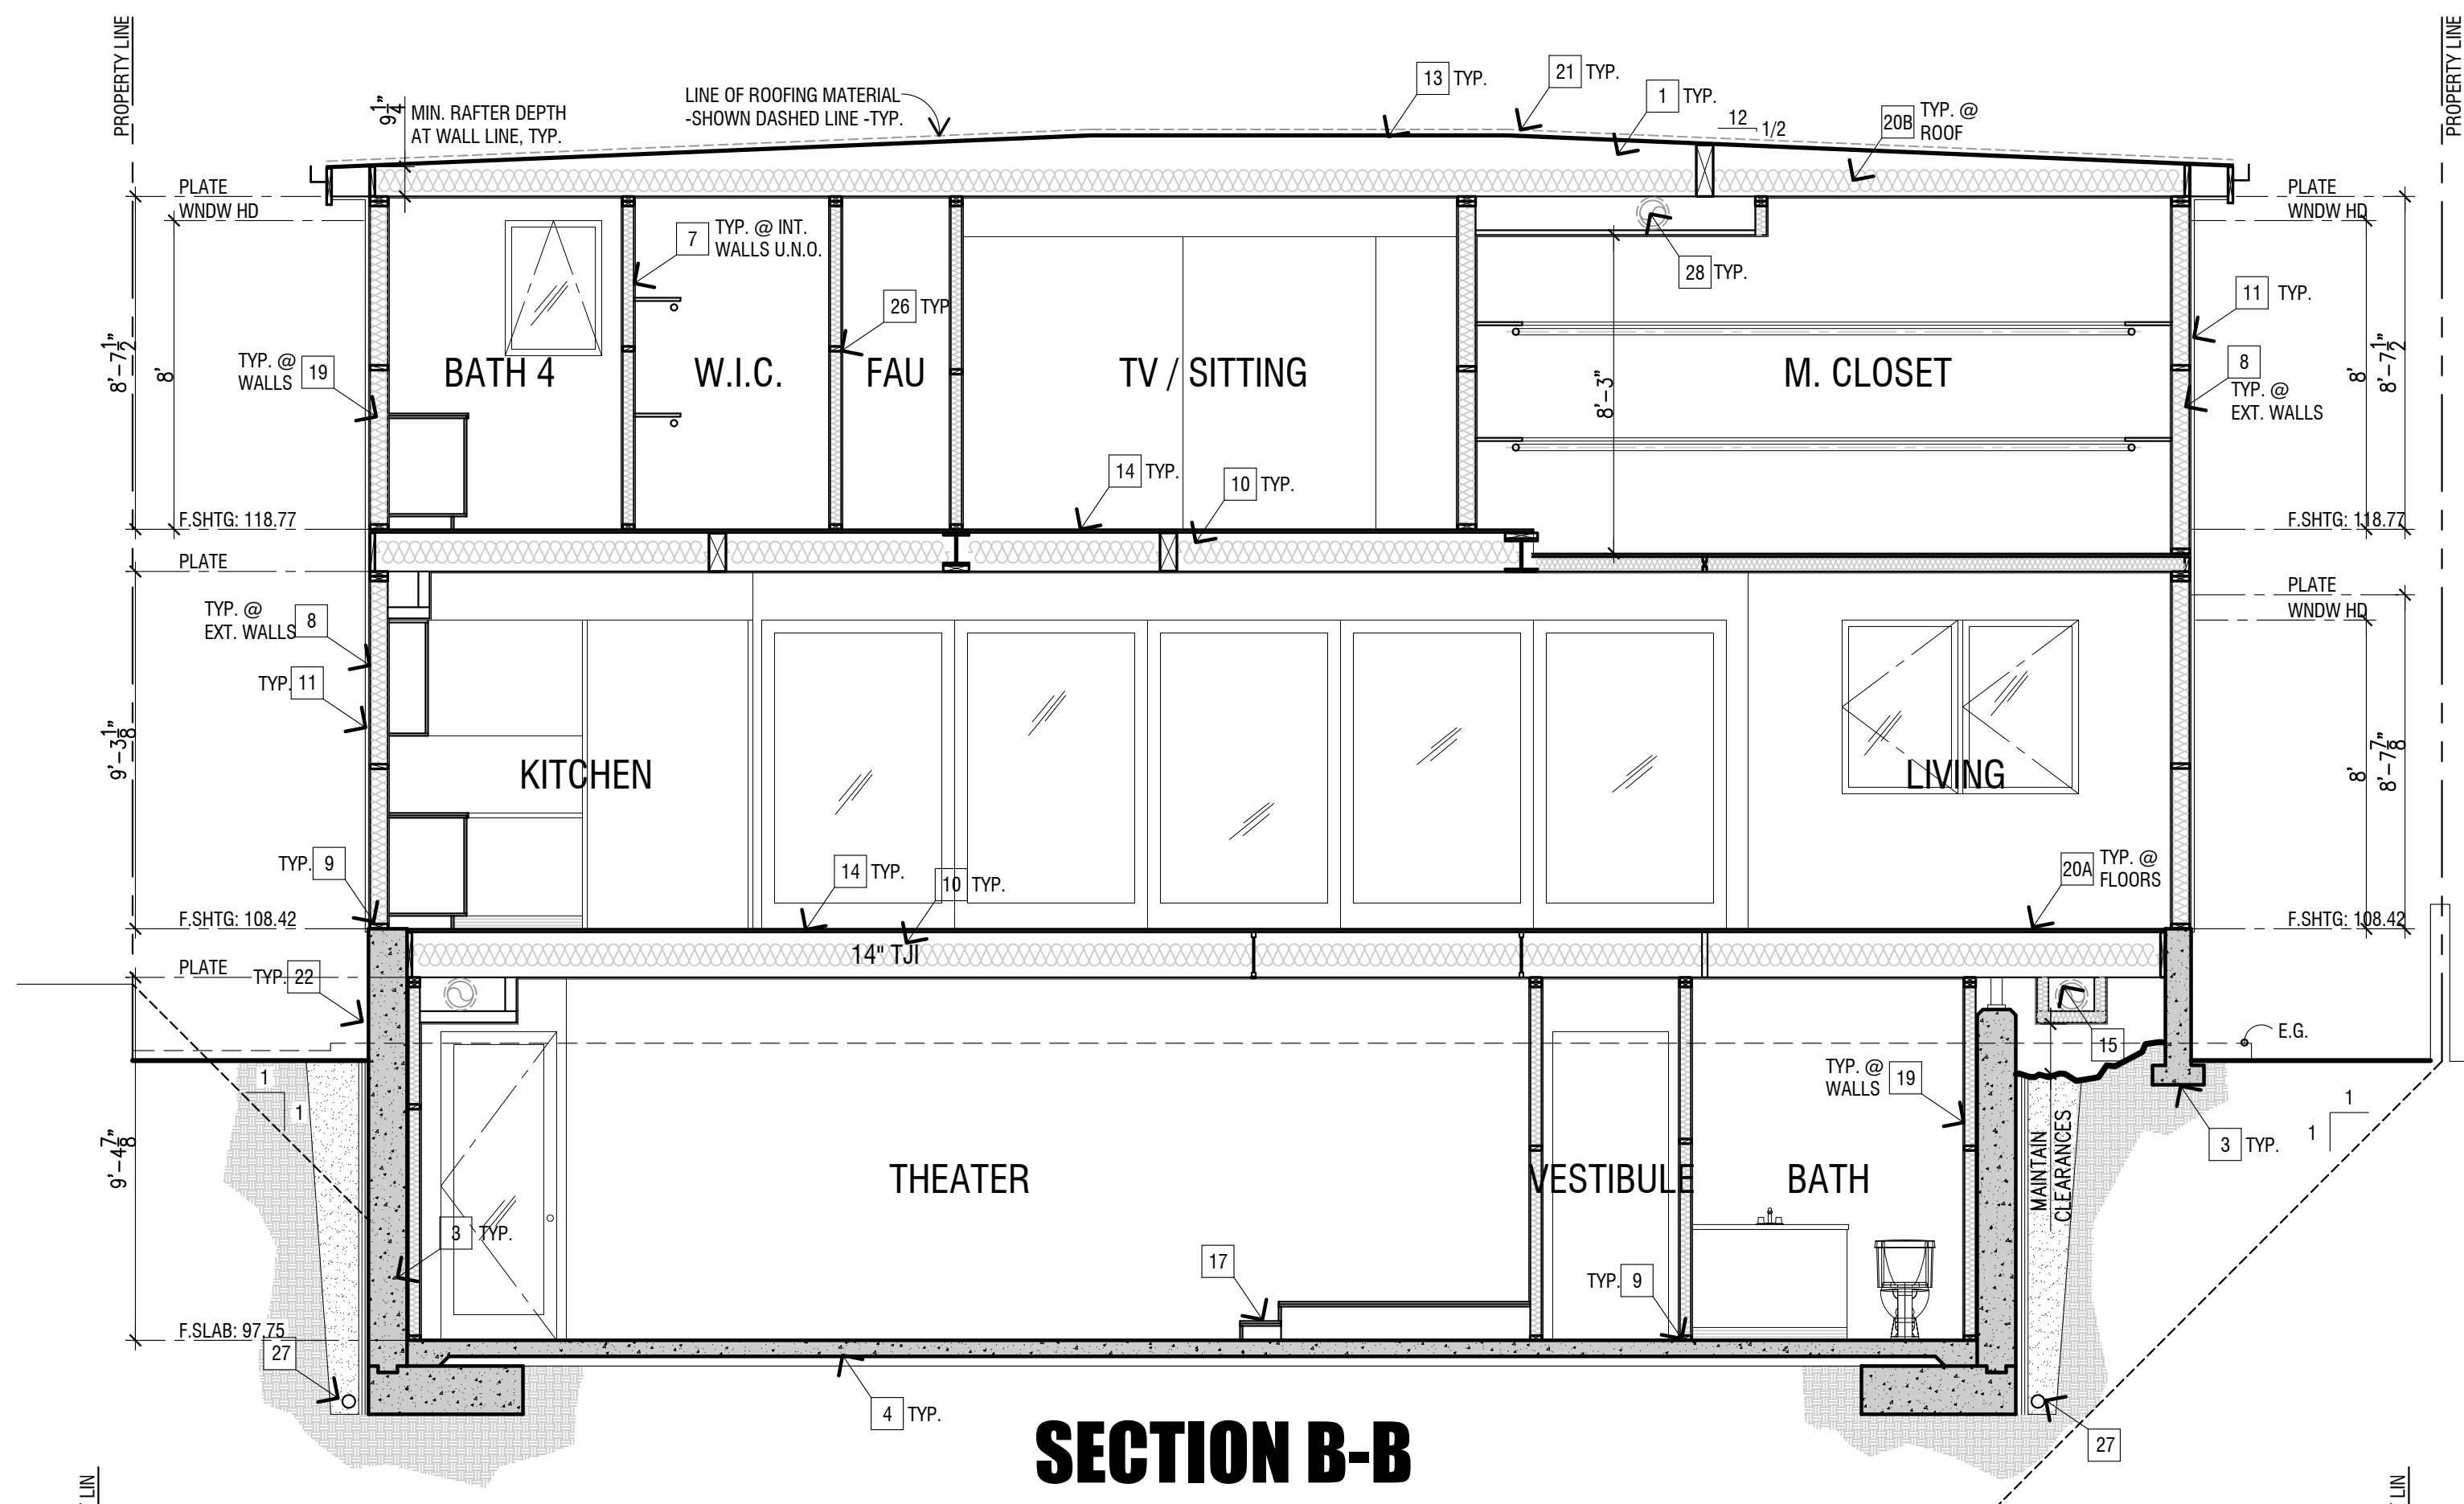 PROPERTY LINE
PROPERTY LINE
9 1/4"
MIN. RAFTER DEPTH
AT WALL LINE, TYP.
LINE OF ROOFING MATERIAL
-SHOWN DASHED LINE -TYP.
13 TYP.
21 TYP.
1 TYP.
12
1/2
20B TYP. @
ROOF
PLATE
WNDW HD
PLATE
WNDW HD
7 TYP. @ INT.
WALLS U.N.O.
26 TYP
28 TYP.
11 TYP.
8
TYP. @
EXT. WALLS
TYP. @
WALLS 19
8'-7 1/2"
8'
BATH 4
W.I.C.
FAU
TV / SITTING
8'-3"
M. CLOSET
8'
8'-7 1/2"
14 TYP.
10 TYP.
F.SHTG: 118.77
F.SHTG: 118.77
PLATE
PLATE
WNDW HD
TYP. @
EXT. WALLS 8
TYP. 11
9'-3 1/8"
KITCHEN
LIVING
8'
8'-7 7/8"
TYP. 9
14 TYP.
10 TYP.
20A TYP. @
FLOORS
F.SHTG: 108.42
F.SHTG: 108.42
14" TJI
PLATE
TYP. 22
E.G.
15
1
1
TYP. @
WALLS 19
MAINTAIN
CLEARANCES
1
1
3 TYP.
9'-4 7/8"
THEATER
VESTIBULE
BATH
3 TYP.
17
TYP. 9
F.SLAB: 97.75
27
4 TYP.
27
SECTION B-B
LIN
LIN